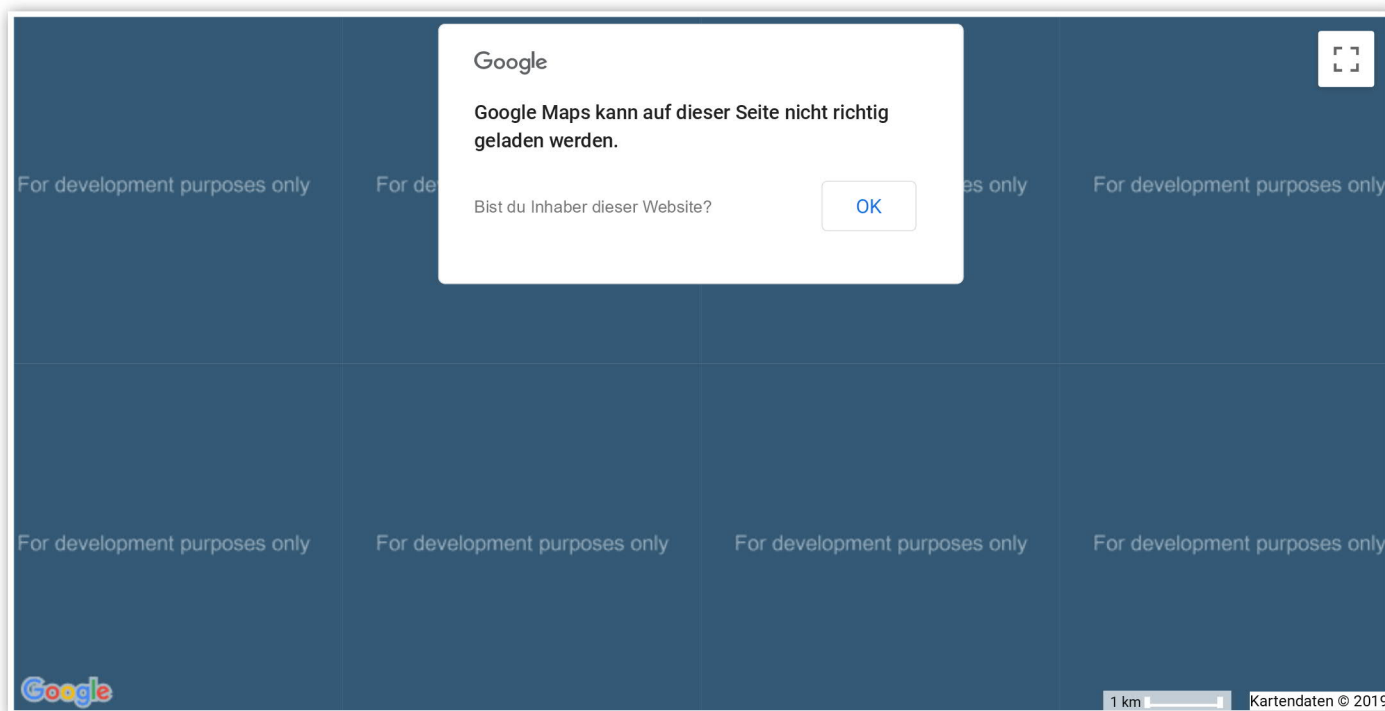 Google
Google Maps kann auf dieser Seite nicht richtig
geladen werden.
For development purposes only
For de
es only
For development purposes only
Bist du Inhaber dieser Website?
OK
For development purposes only
For development purposes only
For development purposes only
For development purposes only
Google
1 km
Kartendaten © 2019